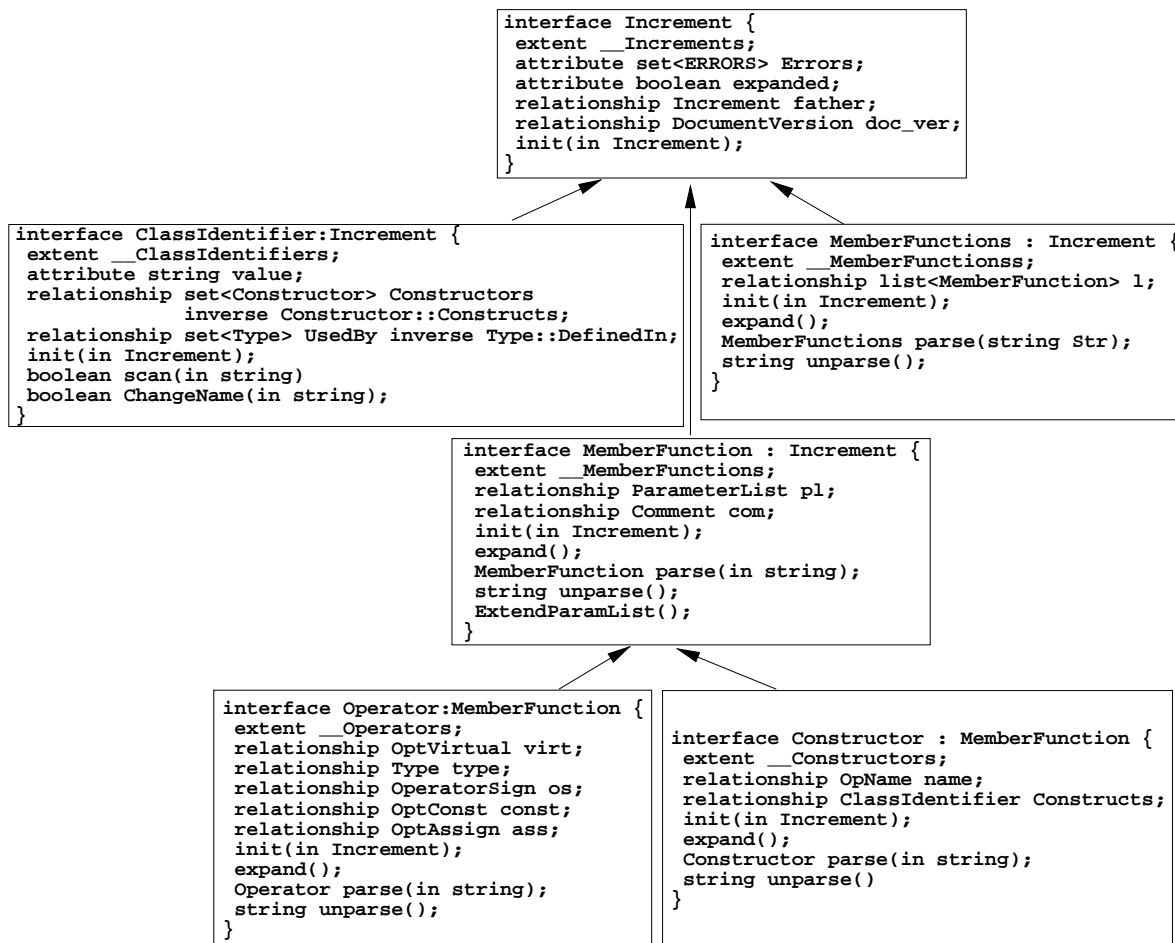 interface Increment {
extent __Increments;
attribute set<ERRORS> Errors;
attribute boolean expanded;
relationship Increment father;
relationship DocumentVersion doc_ver;
init(in Increment);
}
interface ClassIdentifier:Increment {
extent __ClassIdentifiers;
attribute string value;
relationship set<Constructor> Constructors
inverse Constructor::Constructs;
relationship set<Type> UsedBy inverse Type::DefinedIn;
init(in Increment);
boolean scan(in string)
boolean ChangeName(in string);
}
interface MemberFunctions : Increment {
extent __MemberFunctionss;
relationship list<MemberFunction> l;
init(in Increment);
expand();
MemberFunctions parse(string Str);
string unparse();
}
interface MemberFunction : Increment {
extent __MemberFunctions;
relationship ParameterList pl;
relationship Comment com;
init(in Increment);
expand();
MemberFunction parse(in string);
string unparse();
ExtendParamList();
}
interface Operator:MemberFunction {
extent __Operators;
relationship OptVirtual virt;
relationship Type type;
relationship OperatorSign os;
relationship OptConst const;
relationship OptAssign ass;
init(in Increment);
expand();
Operator parse(in string);
string unparse();
}
interface Constructor : MemberFunction {
extent __Constructors;
relationship OpName name;
relationship ClassIdentifier Constructs;
init(in Increment);
expand();
Constructor parse(in string);
string unparse()
}